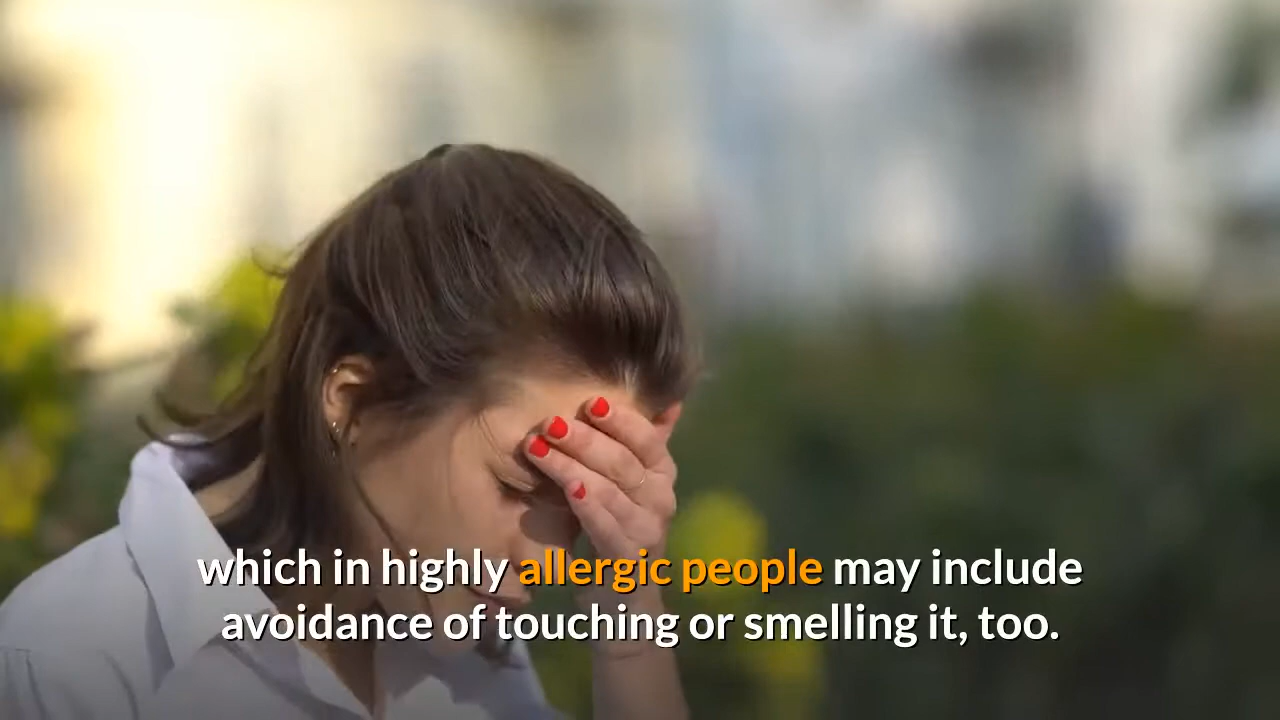 which in highly allergic people may include
avoidance of touching or smelling it, too.